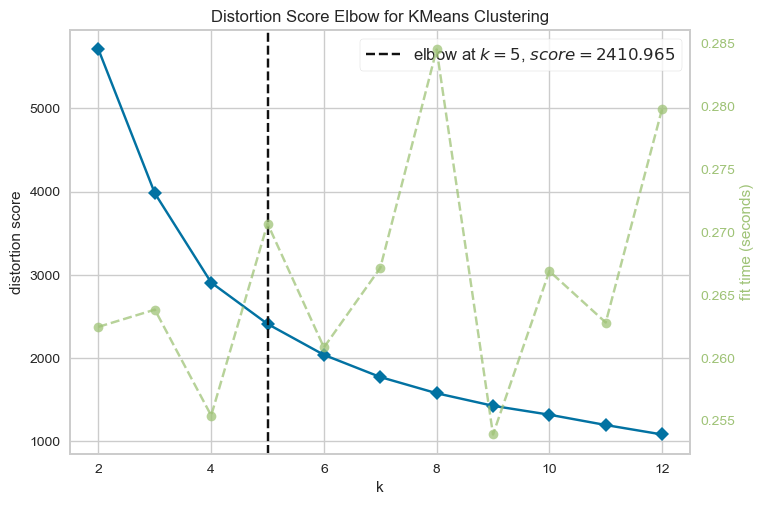 Distortion Score Elbow for KMeans Clustering
elbow at k = 5, score = 2410.965
distortion score
5000
4000
3000
2000
1000
0.285
0.280
0.275
0.270
0.265
0.260
0.255
fit time (seconds)
2 4 6 8 10 12
k